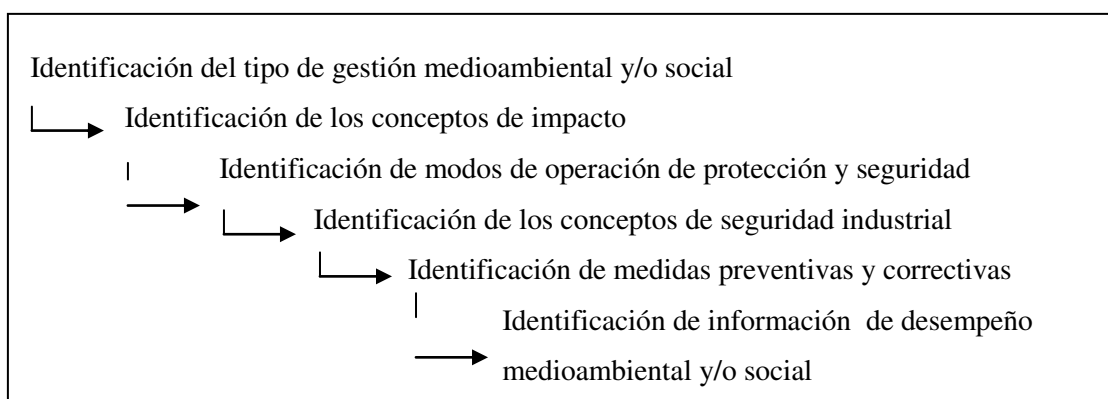 Identificación del tipo de gestión medioambiental y/o social
Identificación de los conceptos de impacto
Identificación de modos de operación de protección y seguridad
Identificación de los conceptos de seguridad industrial
Identificación de medidas preventivas y correctivas
Identificación de información  de desempeño
medioambiental y/o social